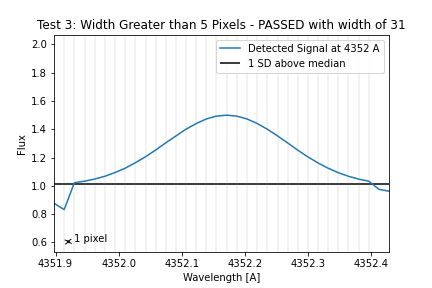 Test 3: Width Greater than 5 Pixels - PASSED with width of 31
2.0
1.8
1.6
1.4
1.2
1.0
0.8
0.6
Flux
Detected Signal at 4352 A
1 SD above median
1 pixel
4351.9
4352.0
4352.1
4352.2
4352.3
4352.4
Wavelength [A]